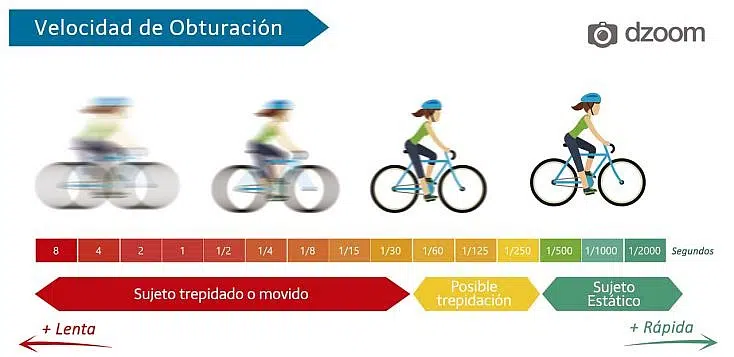 Velocidad de Obturación
dzoom
8 4 2 1 1/2 1/4 1/8 1/15 1/30 1/60 1/125 1/250 1/500 1/1000 1/2000 Segundos
Sujeto trepidado o movido
Posible
trepidación
Sujeto
Estático
+ Lenta
+ Rápida